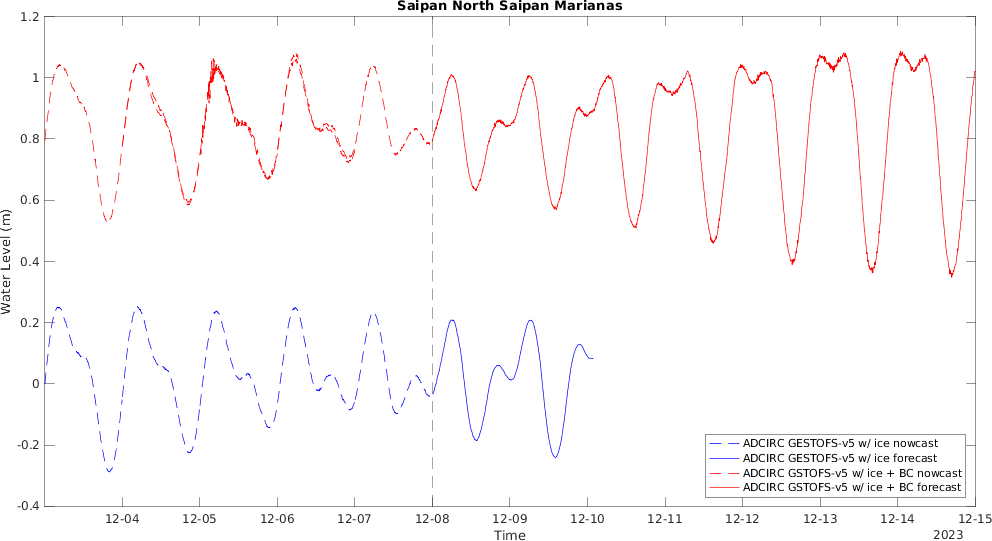 Saipan North Saipan Marianas
1.2
1
0.8
0.6
0.4
0.2
0
-0.2
-0.4
Water Level (m)
12-04 12-05 12-06 12-07 12-08 12-09 12-10 12-11 12-12 12-13 12-14 12-15
Time
2023
ADCIRC GESTOFS-v5 w/ ice nowcast
ADCIRC GESTOFS-v5 w/ ice forecast
ADCIRC GSTOFS-v5 w/ ice + BC nowcast
ADCIRC GSTOFS-v5 w/ ice + BC forecast